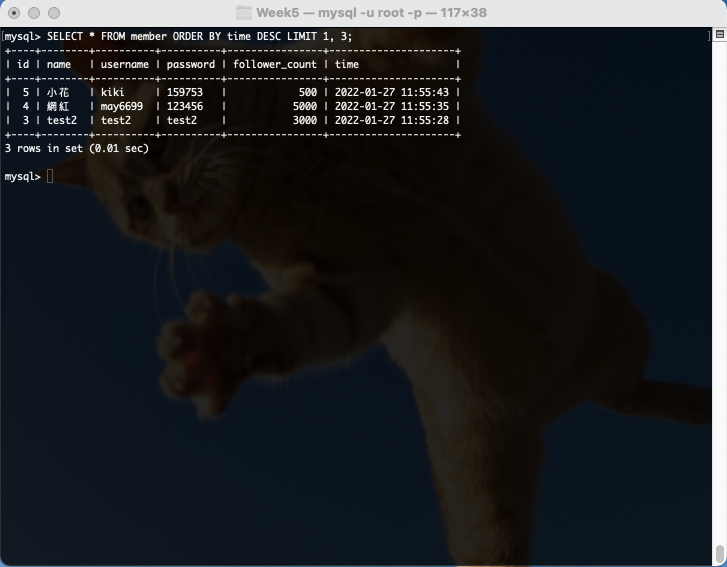 Week5 — mysql -u root -p — 117×38
[mysql> SELECT * FROM member ORDER BY time DESC LIMIT 1, 3; ]
+----+--------+----------+----------+----------------+---------------------+
| id | name   | username | password | follower_count | time                |
+----+--------+----------+----------+----------------+---------------------+
|  5 | 小花   | kiki     | 159753   |            500 | 2022-01-27 11:55:43 |
|  4 | 網紅   | may6699  | 123456   |           5000 | 2022-01-27 11:55:35 |
|  3 | test2  | test2    | test2    |           3000 | 2022-01-27 11:55:28 |
+----+--------+----------+----------+----------------+---------------------+
3 rows in set (0.01 sec)
mysql>